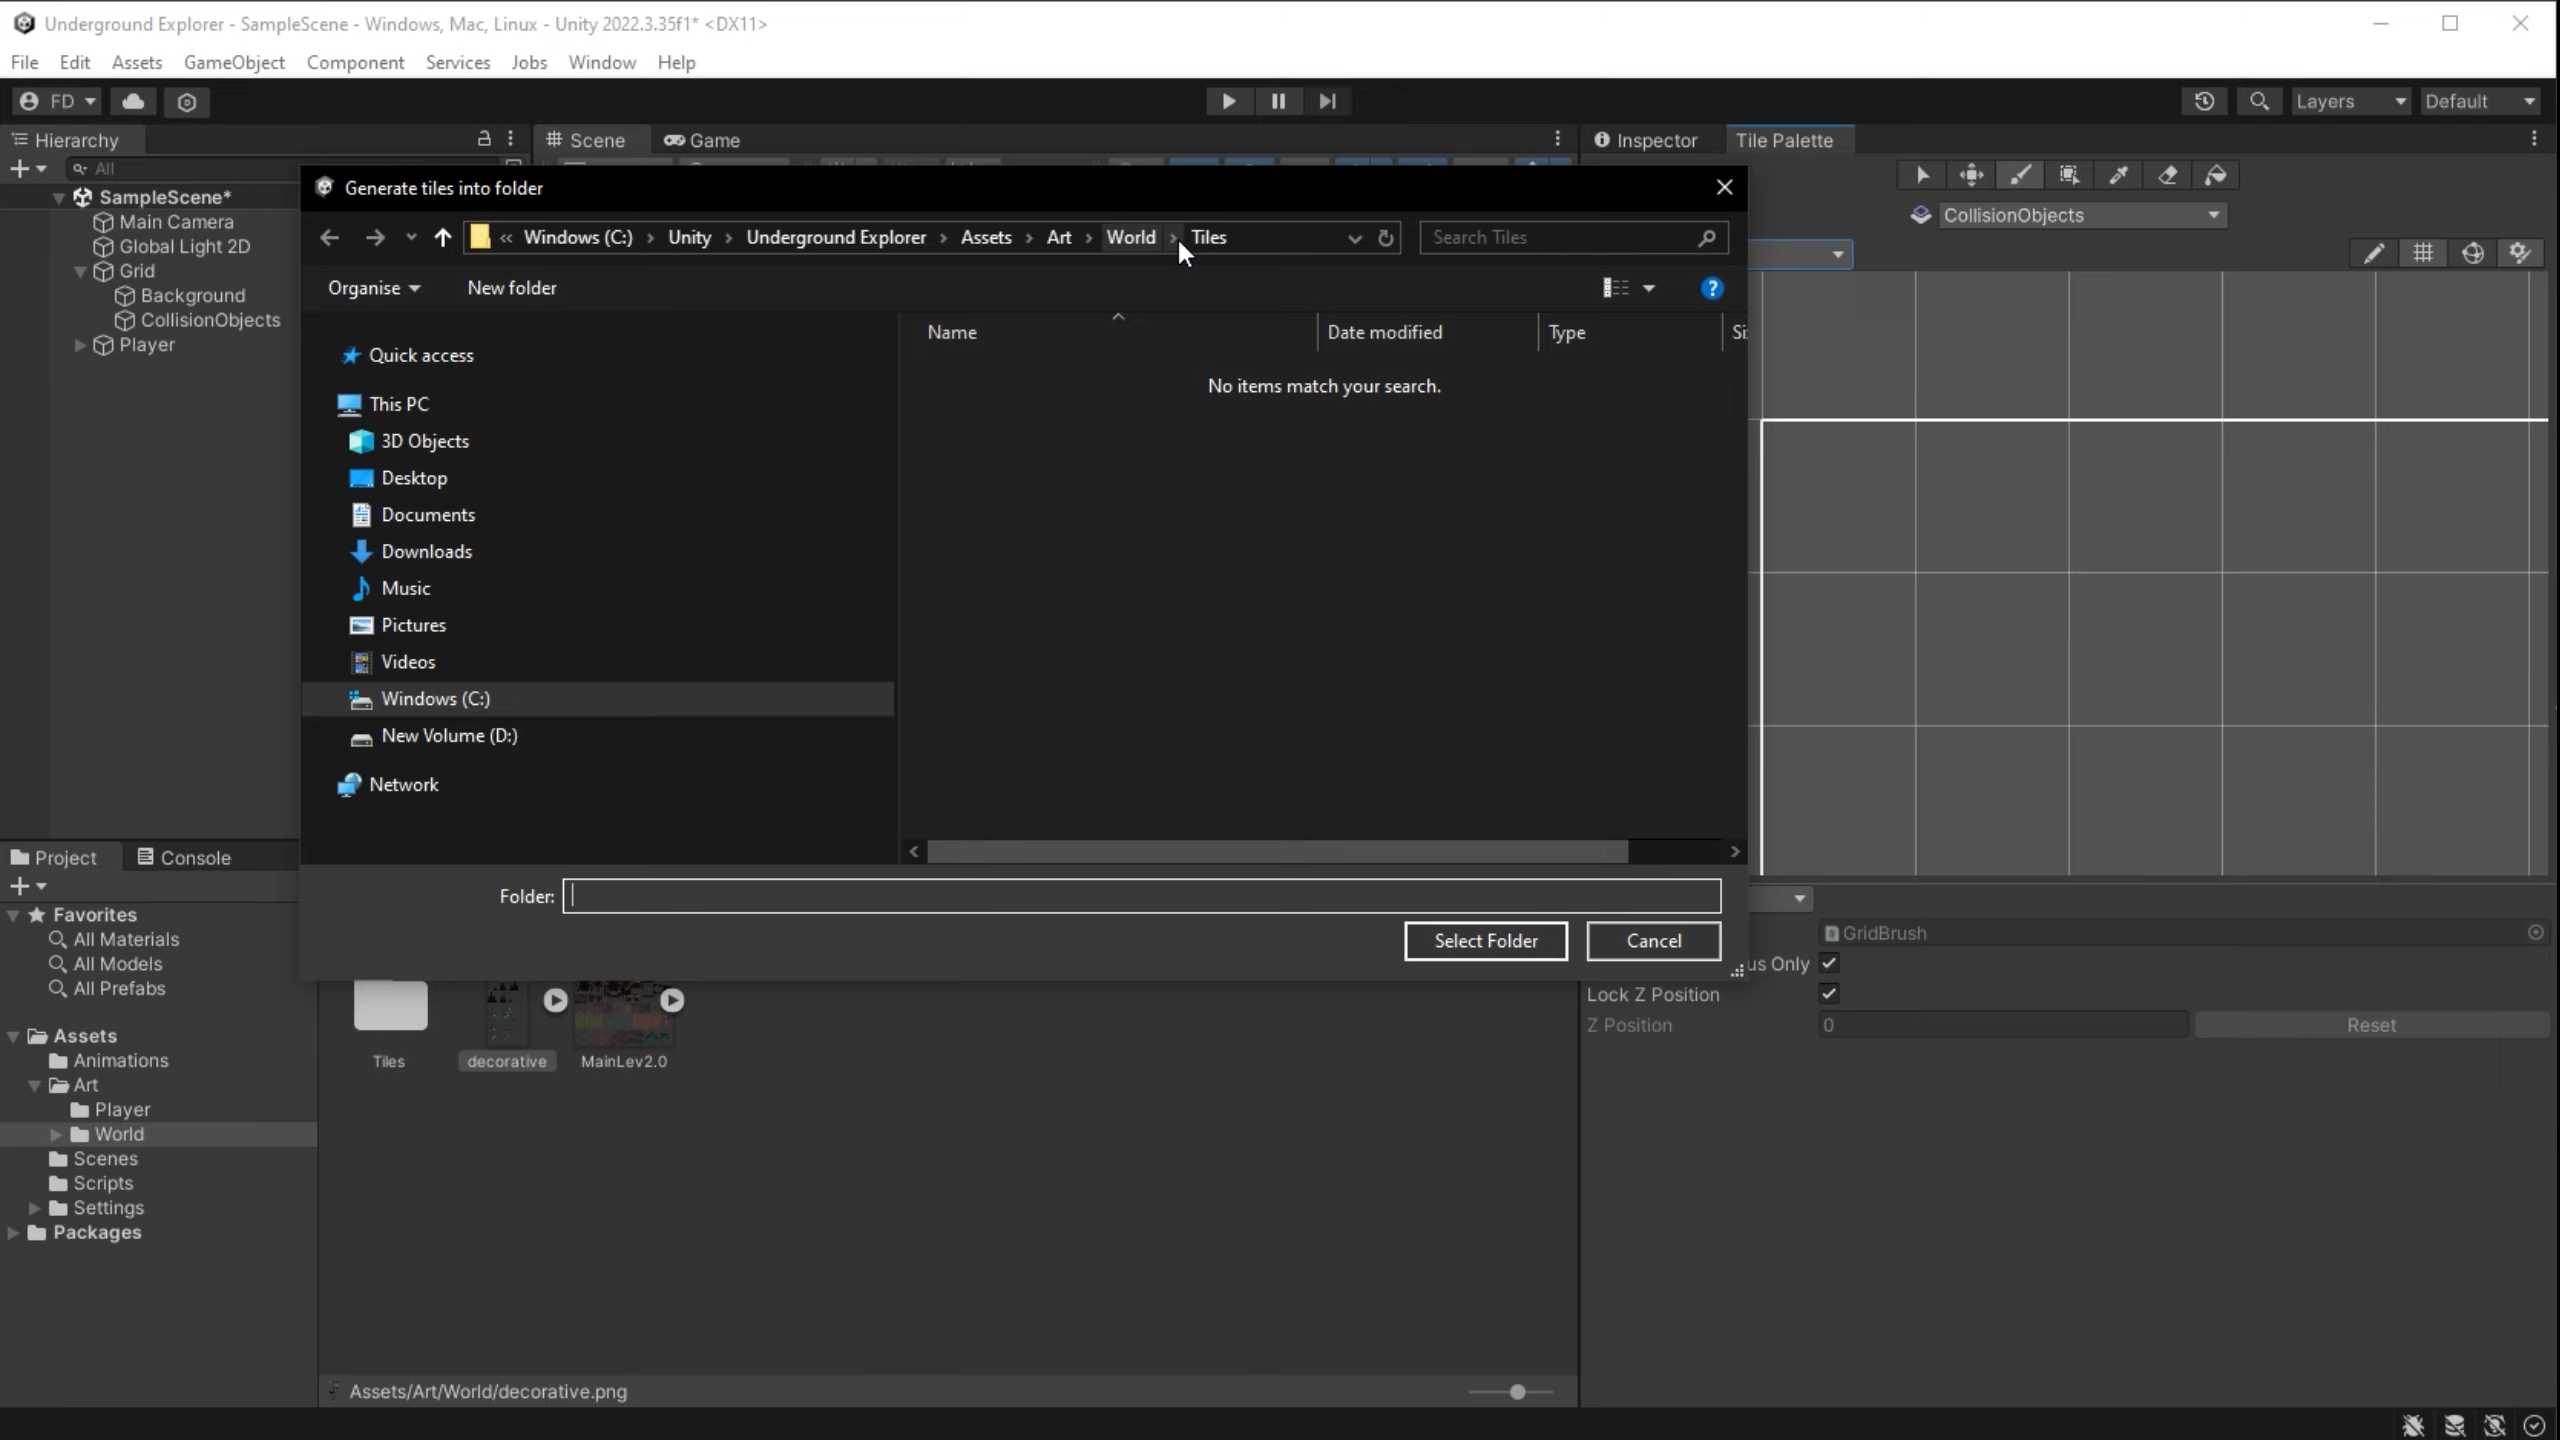 Underground Explorer - SampleScene - Windows, Mac, Linux - Unity 2022.3.35f1* <DX11>
File Edit Assets GameObject Component Services Jobs Window Help
FD Layers Default
Hierarchy Scene Game Inspector Tile Palette
All
SampleScene*
Main Camera
Global Light 2D
Grid
Background
CollisionObjects
Player
Generate tiles into folder
« Windows (C:) › Unity › Underground Explorer › Assets › Art › World › Tiles
Search Tiles
Organise New folder
?
Quick access
This PC
3D Objects
Desktop
Documents
Downloads
Music
Pictures
Videos
Windows (C:)
New Volume (D:)
Network
Name Date modified Type
No items match your search.
Folder:
Select Folder Cancel
CollisionObjects
GridBrush
us Only
Lock Z Position
Z Position 0 Reset
Project Console
Favorites
All Materials
All Models
All Prefabs
Assets
Animations
Art
Player
World
Scenes
Scripts
Settings
Packages
Tiles decorative MainLev2.0
Assets/Art/World/decorative.png